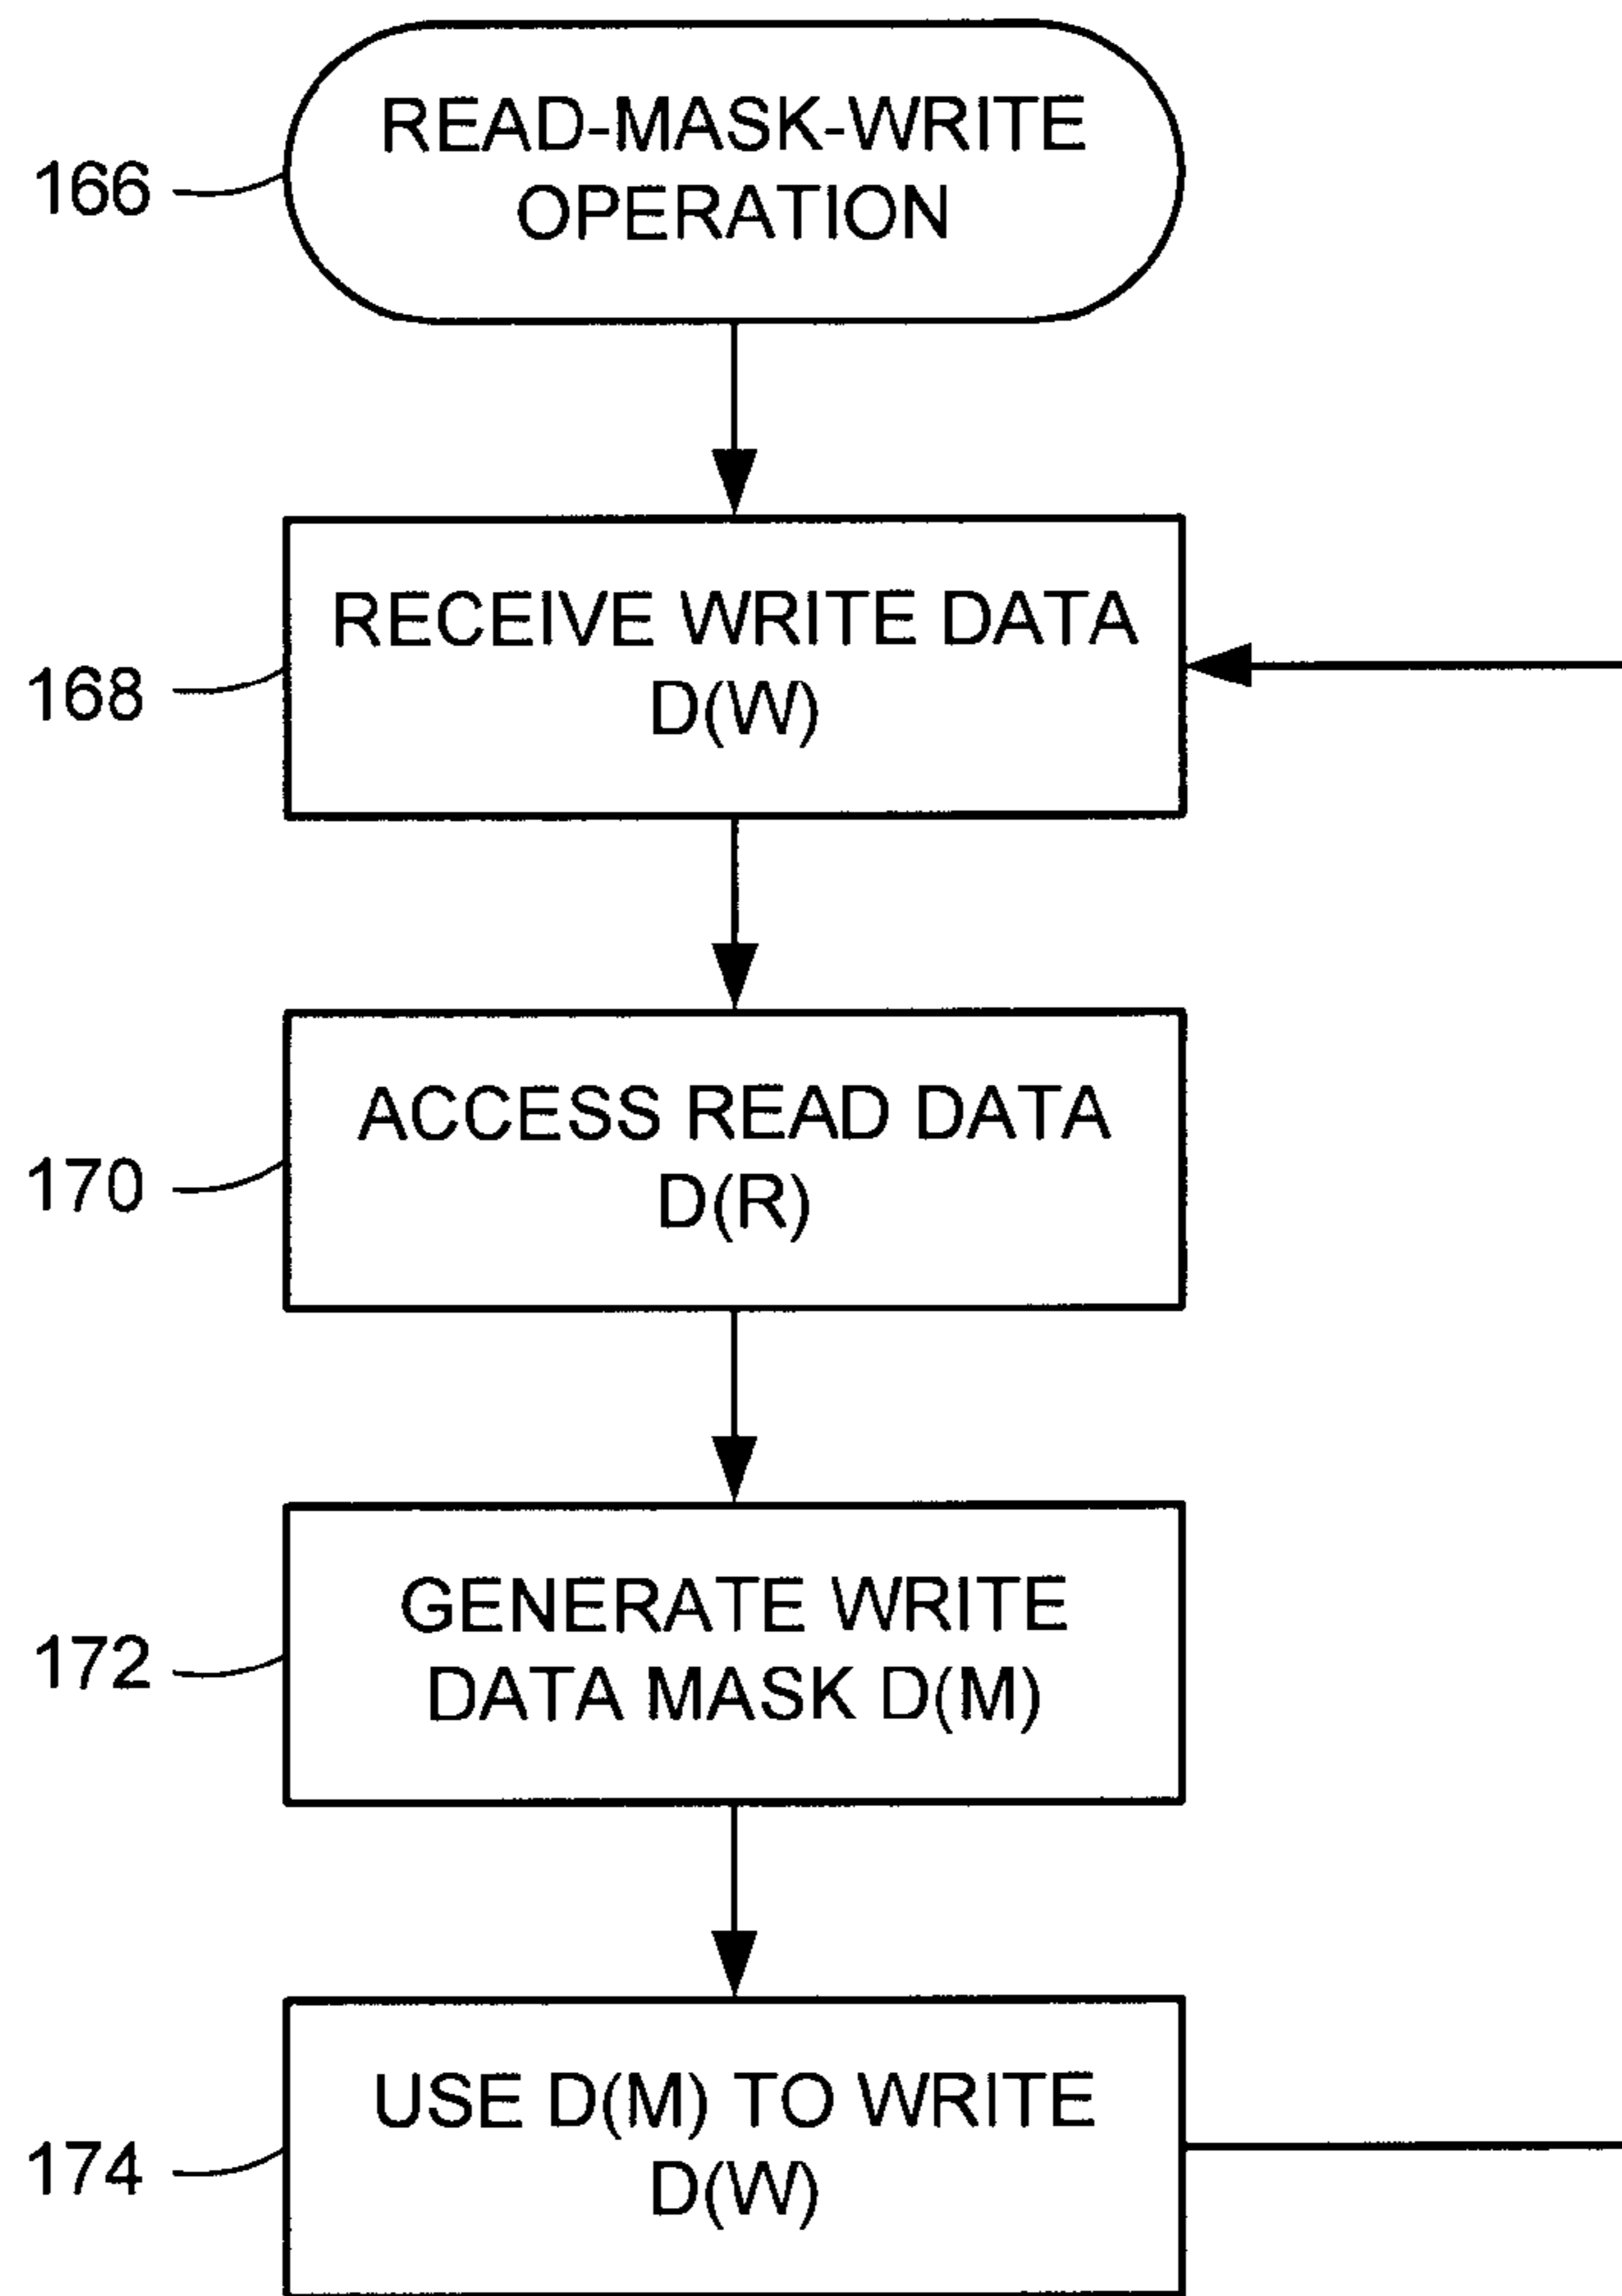 READ-MASK-WRITE
OPERATION
166
RECEIVE WRITE DATA
D(W)
168
ACCESS READ DATA
D(R)
170
GENERATE WRITE
DATA MASK D(M)
172
USE D(M) TO WRITE
D(W)
174